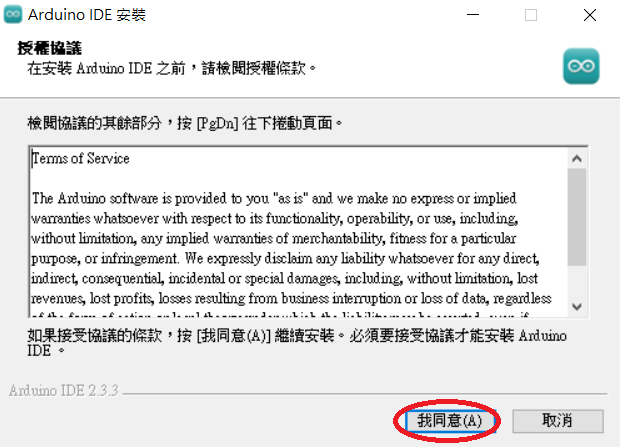 Arduino IDE 安裝
授權協議
在安裝 Arduino IDE 之前，請檢閱授權條款。
檢閱協議的其餘部分，按 [PgDn] 往下捲動頁面。
Terms of Service
The Arduino software is provided to you "as is" and we make no express or implied
warranties whatsoever with respect to its functionality, operability, or use, including,
without limitation, any implied warranties of merchantability, fitness for a particular
purpose, or infringement. We expressly disclaim any liability whatsoever for any direct,
indirect, consequential, incidental or special damages, including, without limitation, lost
revenues, lost profits, losses resulting from business interruption or loss of data, regardless
如果接受協議的條款，按 [我同意(A)] 繼續安裝。必須要接受協議才能安裝 Arduino
IDE。
Arduino IDE 2.3.3
我同意(A)
取消